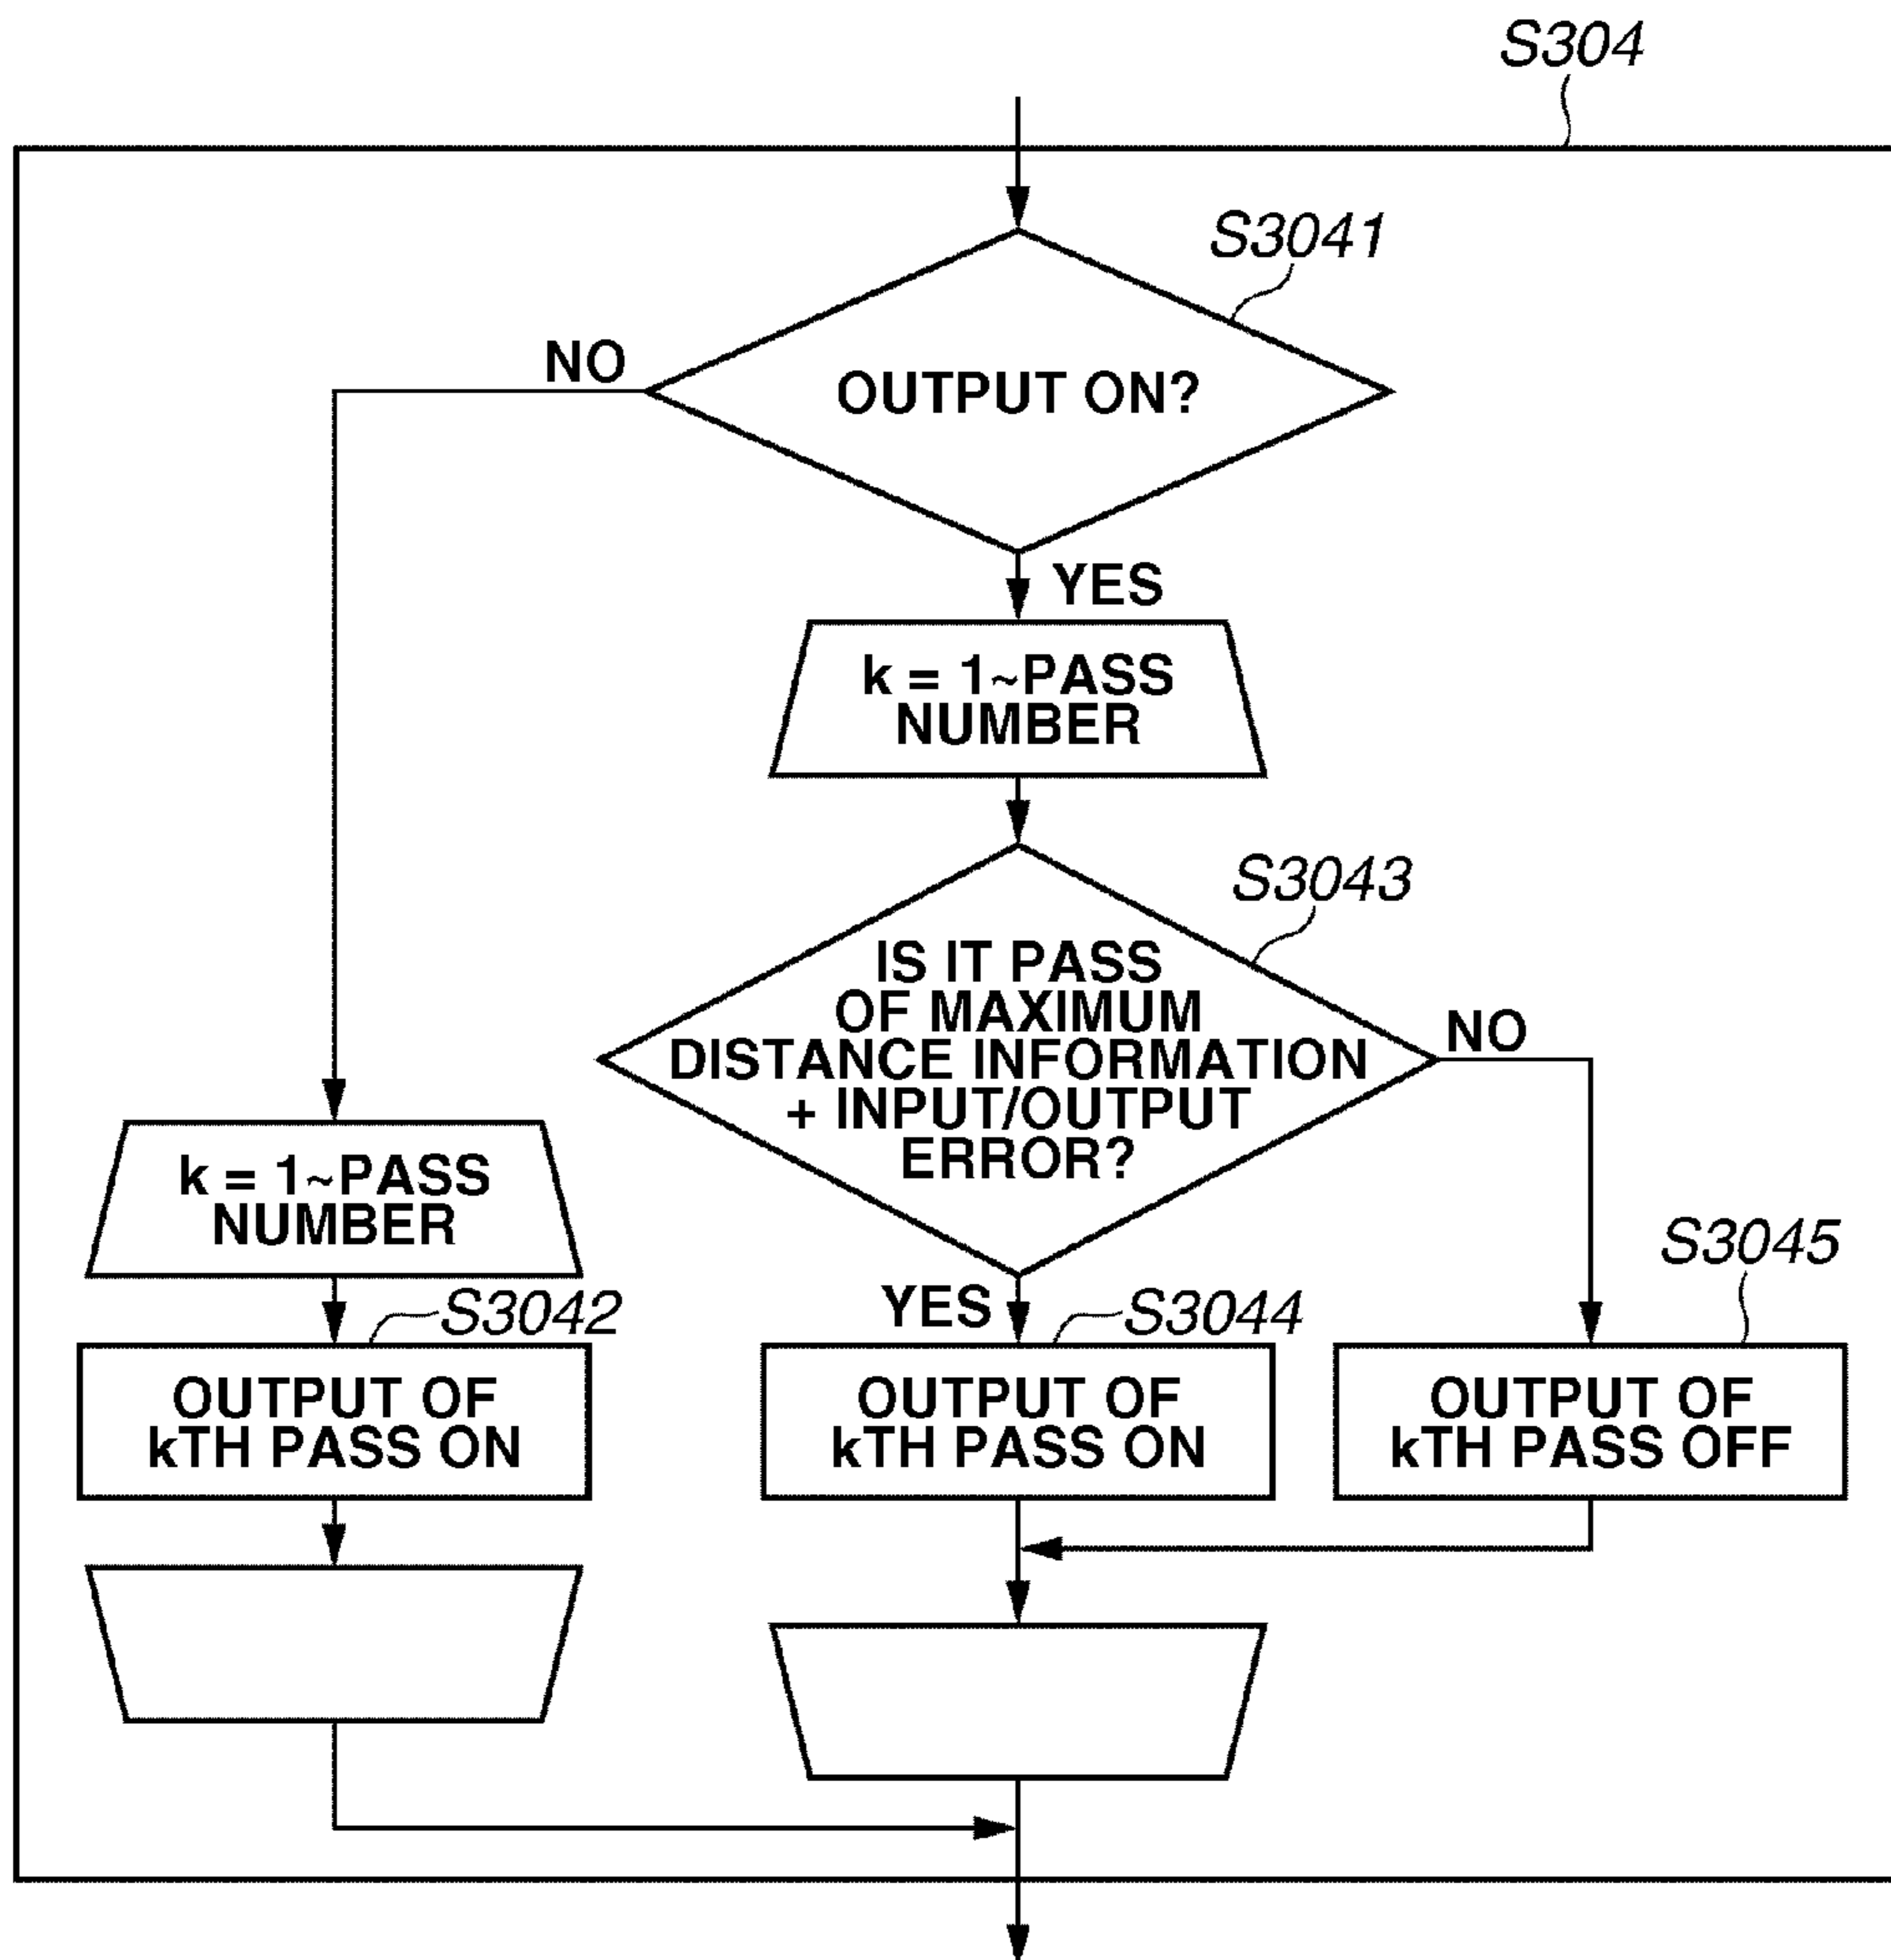 S304
S3041
NO
OUTPUT ON?
YES
k = 1~PASS
NUMBER
S3043
IS IT PASS
OF MAXIMUM
DISTANCE INFORMATION
+ INPUT/OUTPUT
ERROR?
NO
k = 1~PASS
NUMBER
S3045
YES
S3042
S3044
OUTPUT OF
kTH PASS ON
OUTPUT OF
kTH PASS ON
OUTPUT OF
kTH PASS OFF